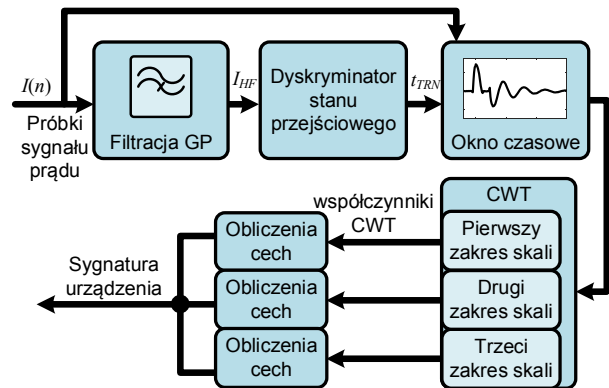 I(n)
Próbki
sygnału
prądu
Filtracja GP
I_HF
Dyskryminator
stanu
przejściowego
t_TRN
Okno czasowe
CWT
Pierwszy
zakres skali
Drugi
zakres skali
Trzeci
zakres skali
współczynniki
CWT
Obliczenia
cech
Obliczenia
cech
Obliczenia
cech
Sygnatura
urządzenia